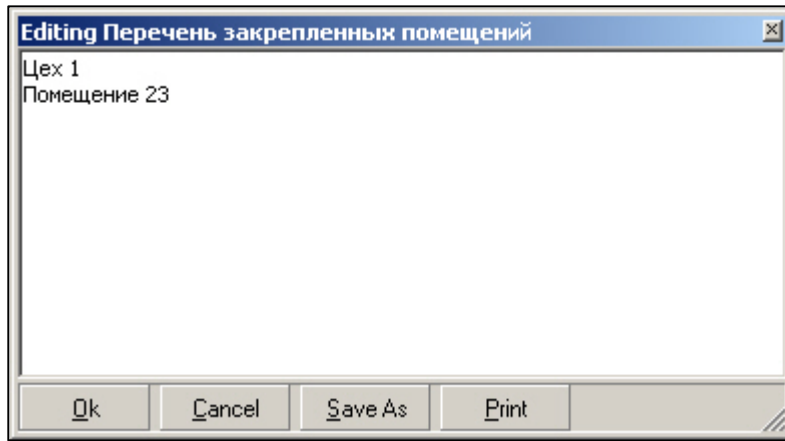 Editing Перечень закрепленных помещений
Цех 1
Помещение 23
Ok
Cancel
Save As
Print